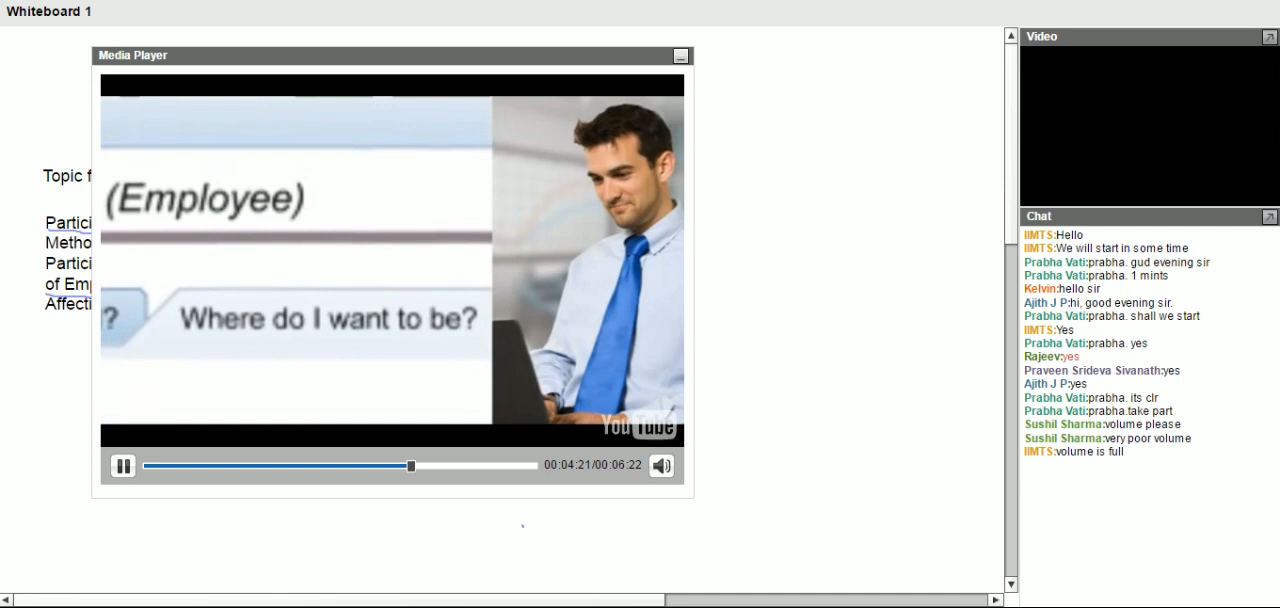 Whiteboard 1
Media Player
Topic f
Partici
Metho
Partici
of Emp
Affecti
(Employee)
?
Where do I want to be?
YouTube
00:04:21/00:06:22
Video
Chat
IIMTS:Hello
IIMTS:We will start in some time
Prabha Vati:prabha. gud evening sir
Prabha Vati:prabha. 1 mints
Kelvin:hello sir
Ajith J P:hi, good evening sir.
Prabha Vati:prabha. shall we start
IIMTS:Yes
Prabha Vati:prabha. yes
Rajeev:yes
Praveen Srideva Sivanath:yes
Ajith J P:yes
Prabha Vati:prabha. its clr
Prabha Vati:prabha.take part
Sushil Sharma:volume please
Sushil Sharma:very poor volume
IIMTS:volume is full